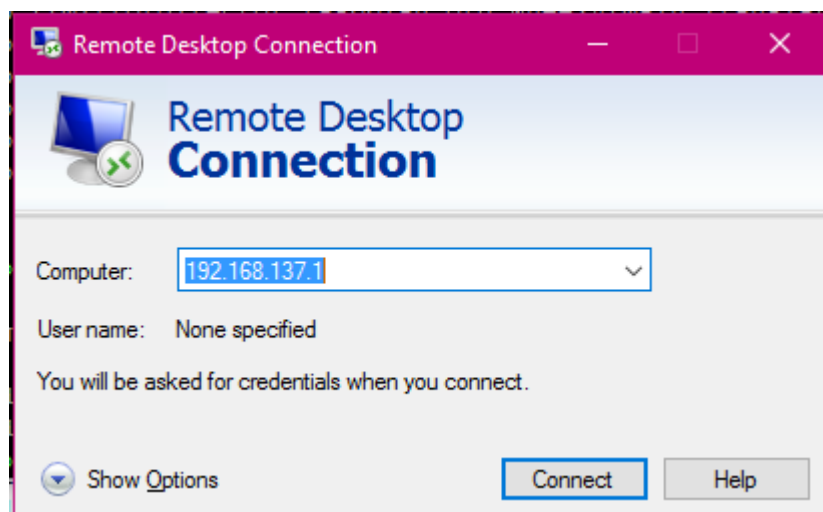 Remote Desktop Connection
Remote Desktop
Connection
Computer: 192.168.137.1
User name: None specified
You will be asked for credentials when you connect.
Show Options Connect Help